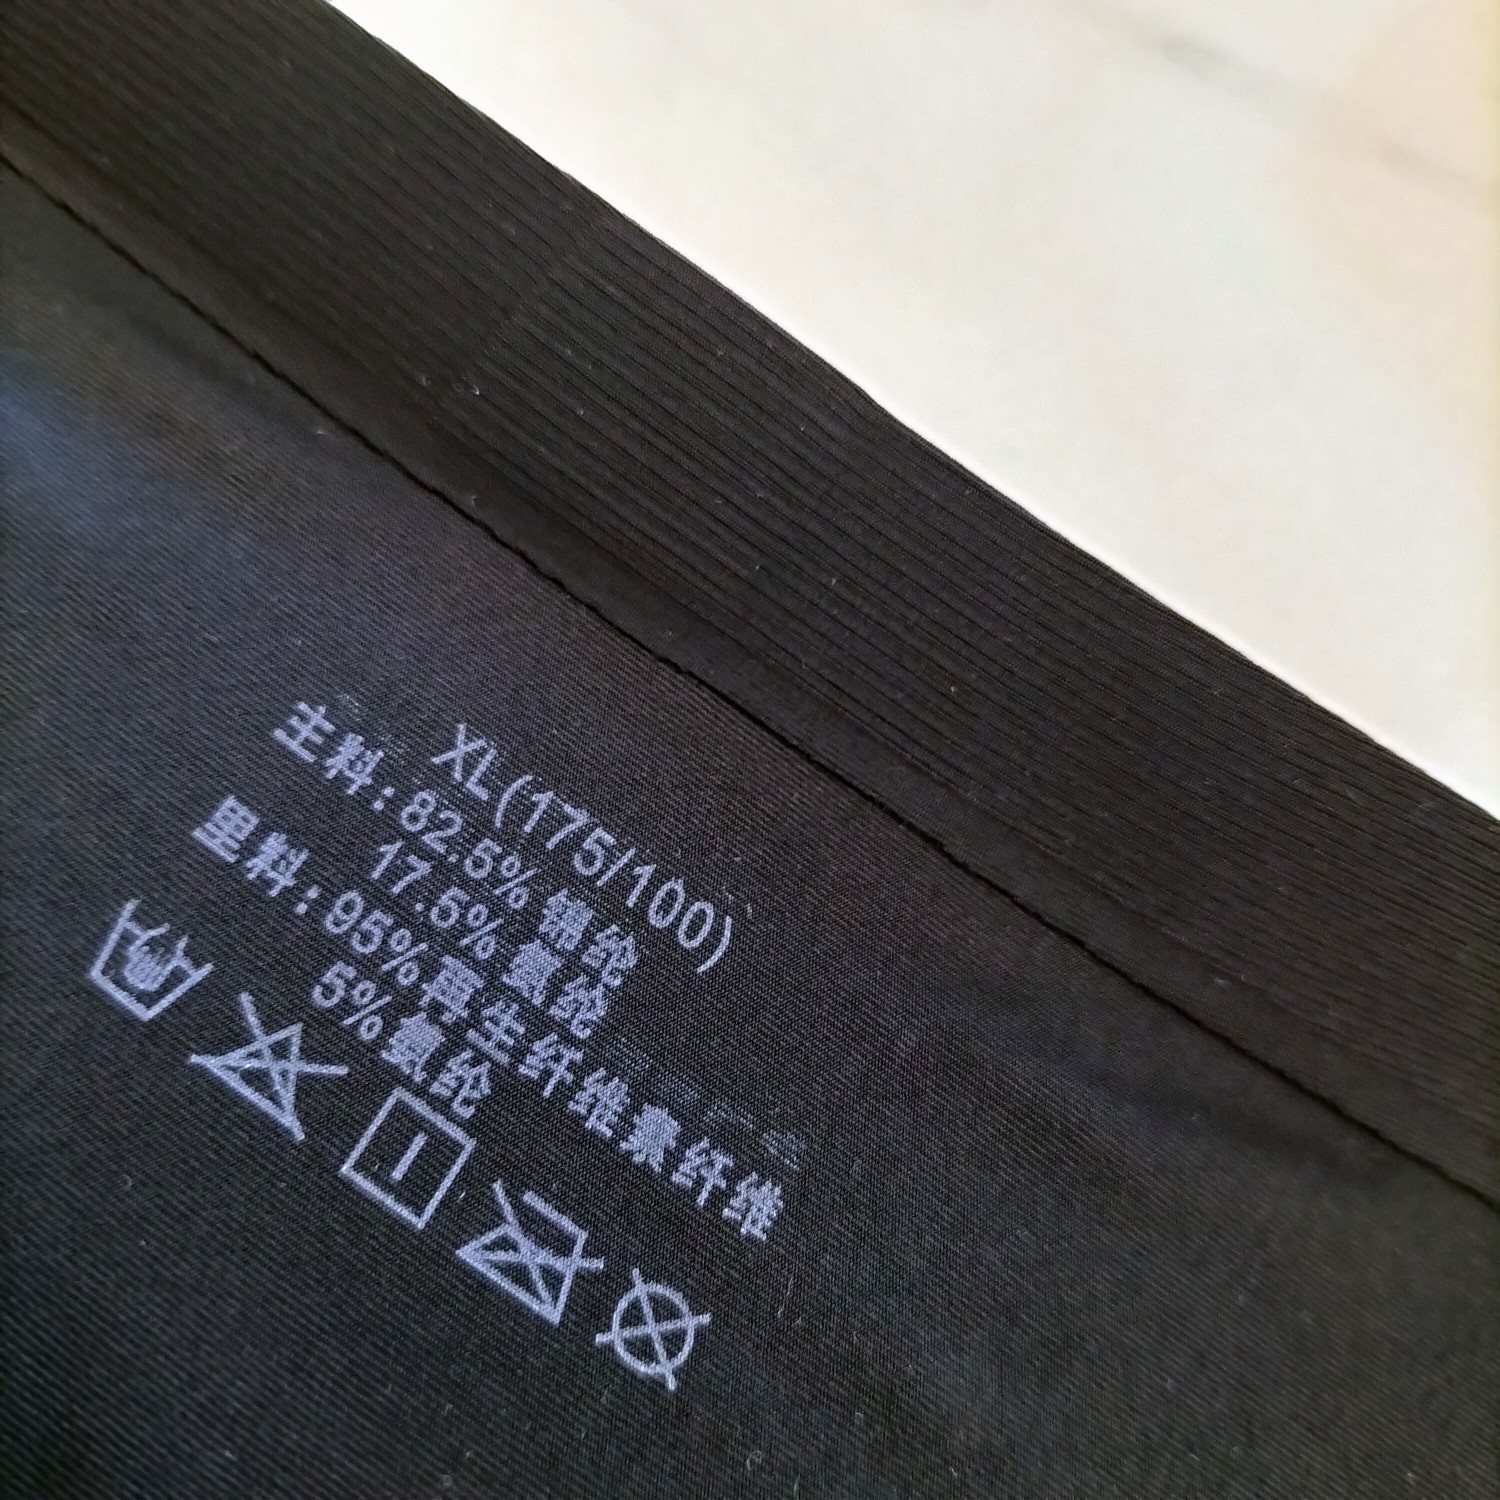 XL(175/100)
主料:82.5%锦纶
17.5%氨纶
里料:95%再生纤维素纤维
5%氨纶